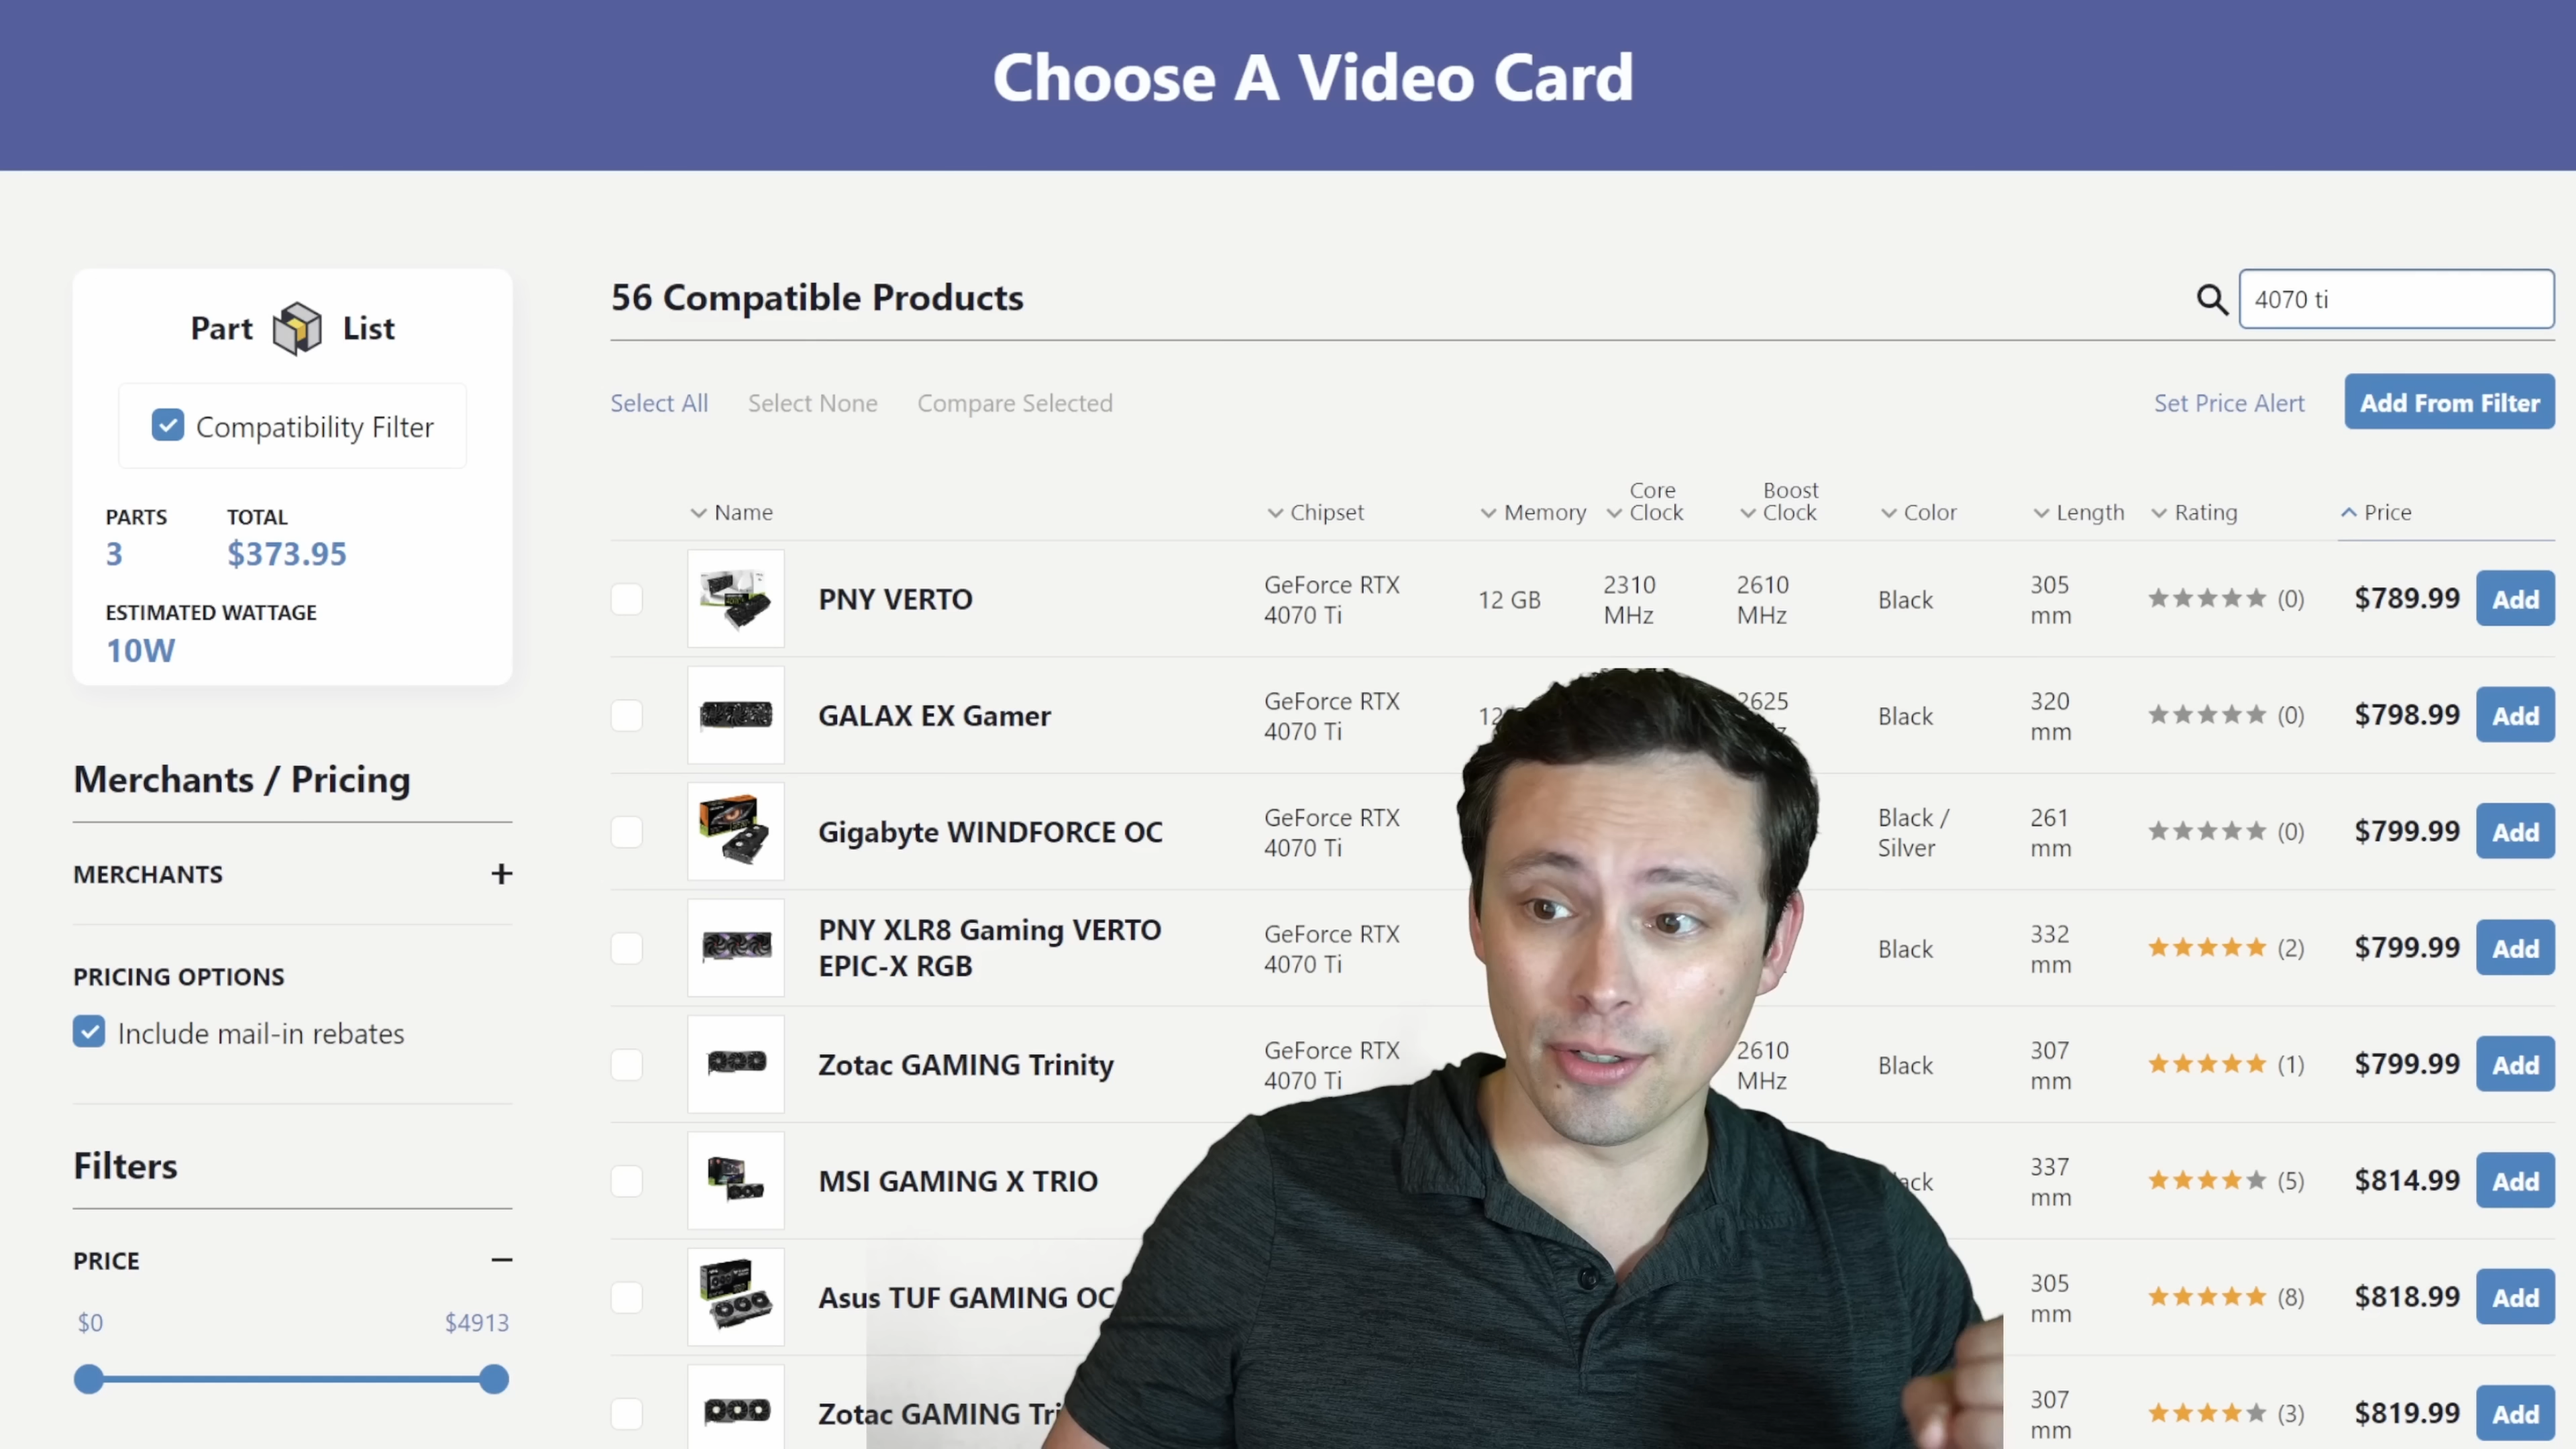 Choose A Video Card
Part List
Compatibility Filter
PARTS TOTAL
3 $373.95
ESTIMATED WATTAGE
10W
Merchants / Pricing
MERCHANTS +
PRICING OPTIONS
Include mail-in rebates
Filters
PRICE −
$0 $4913
56 Compatible Products
4070 ti
Select All Select None Compare Selected
Set Price Alert Add From Filter
Name Chipset Memory Core Clock Boost Clock Color Length Rating Price
PNY VERTO GeForce RTX 4070 Ti 12 GB 2310 MHz 2610 MHz Black 305 mm (0) $789.99 Add
GALAX EX Gamer GeForce RTX 4070 Ti 12 2625 Black 320 mm (0) $798.99 Add
Gigabyte WINDFORCE OC GeForce RTX 4070 Ti Black / Silver 261 mm (0) $799.99 Add
PNY XLR8 Gaming VERTO EPIC-X RGB GeForce RTX 4070 Ti Black 332 mm (2) $799.99 Add
Zotac GAMING Trinity GeForce RTX 4070 Ti 2610 MHz Black 307 mm (1) $799.99 Add
MSI GAMING X TRIO 337 mm (5) $814.99 Add
Asus TUF GAMING OC 305 mm (8) $818.99 Add
Zotac GAMING 307 mm (3) $819.99 Add